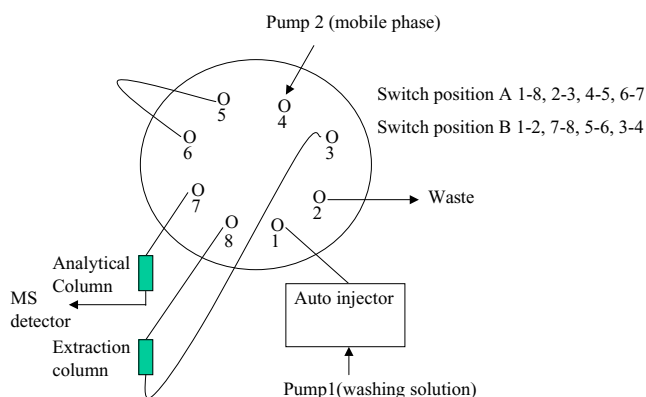 Pump 2 (mobile phase)
Switch position A 1-8, 2-3, 4-5, 6-7
Switch position B 1-2, 7-8, 5-6, 3-4
5
4
6
3
7
2
Waste
8
1
Analytical
Column
MS
detector
Auto injector
Extraction
column
Pump1(washing solution)